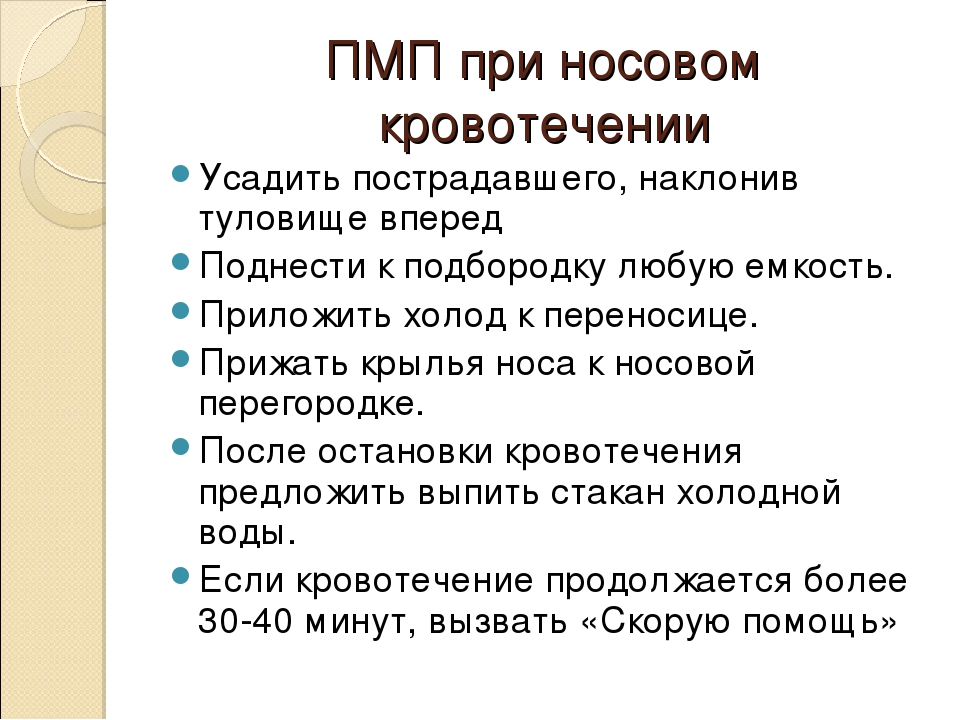 ПМП при носовом
кровотечении
Усадить пострадавшего, наклонив
туловище вперед
Поднести к подбородку любую емкость.
Приложить холод к переносице.
Прижать крылья носа к носовой
перегородке.
После остановки кровотечения
предложить выпить стакан холодной
воды.
Если кровотечение продолжается более
30-40 минут, вызвать «Скорую помощь»